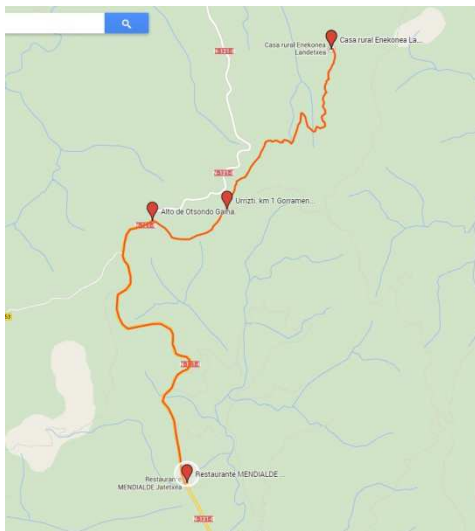 Casa rural Enekonea
Landetxea
Casa rural Enekonea La...
Urrizti. km 1 Gorramen...
Alto de Otsondo Gaina.
Restaurante MENDIALDE ...
Restaurante
MENDIALDE Jatetxea